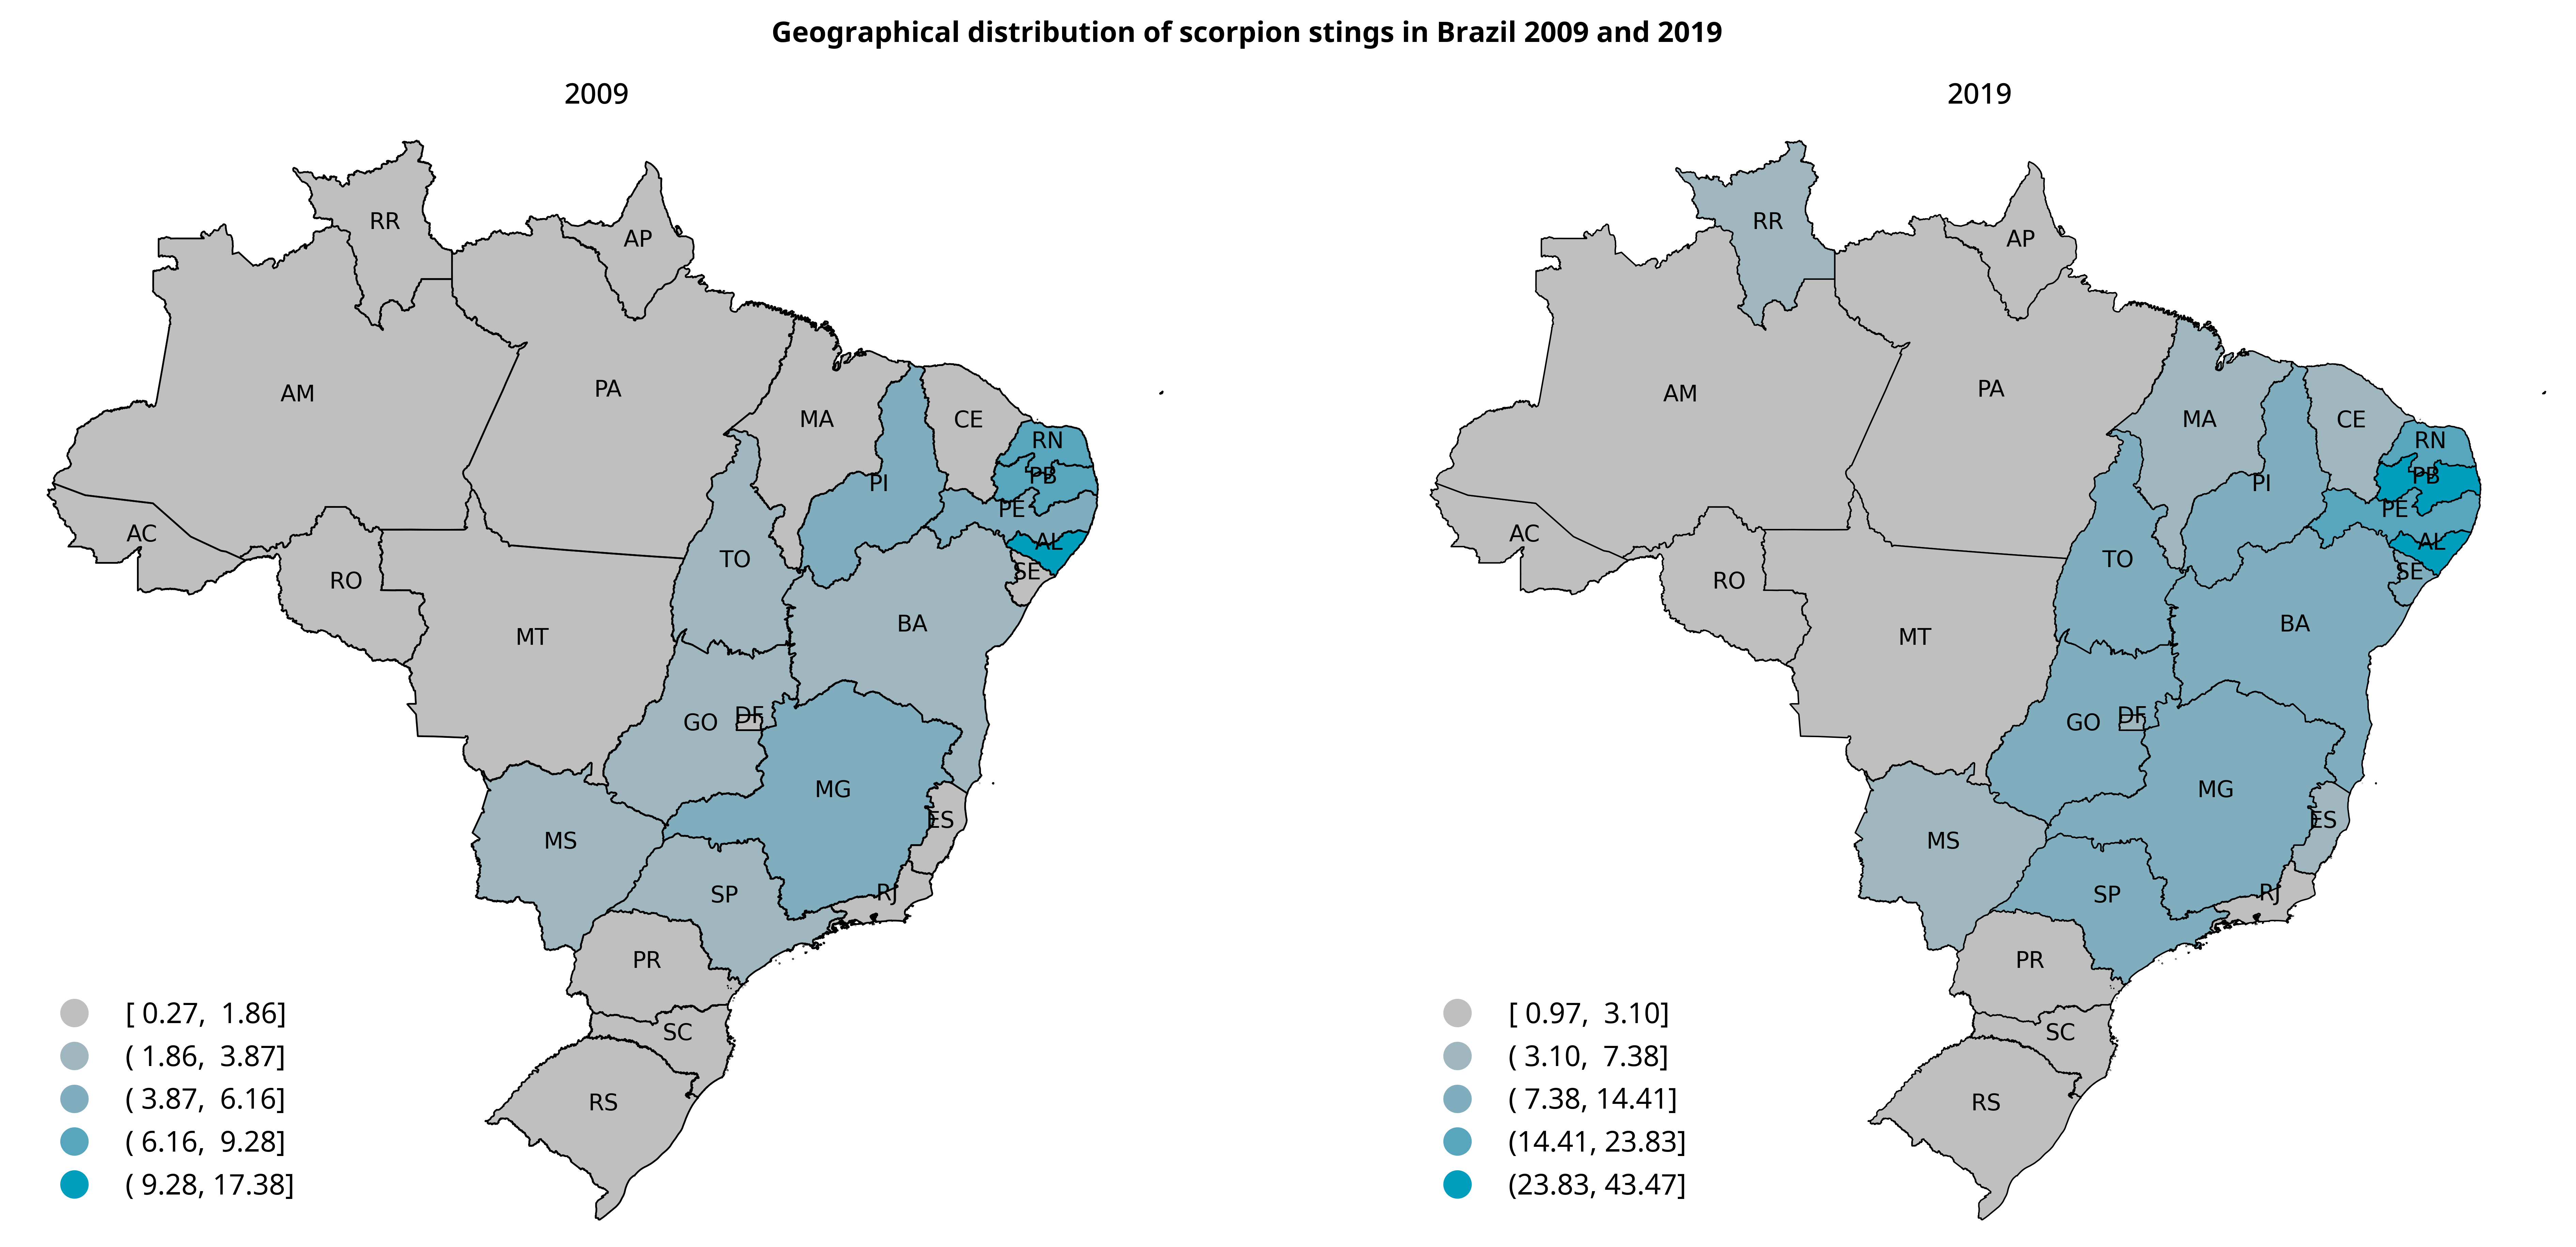 Geographical distribution of scorpion stings in Brazil 2009 and 2019
2009
RR
AP
AM
PA
MA
CE
RN
PB
PI
PE
AC
AL
TO
SE
RO
BA
MT
DF
GO
MG
ES
MS
RJ
SP
PR
SC
RS
[ 0.27, 1.86]
( 1.86, 3.87]
( 3.87, 6.16]
( 6.16, 9.28]
( 9.28, 17.38]
2019
RR
AP
AM
PA
MA
CE
RN
PB
PI
PE
AC
AL
TO
SE
RO
BA
MT
DF
GO
MG
ES
MS
RJ
SP
PR
SC
RS
[ 0.97, 3.10]
( 3.10, 7.38]
( 7.38, 14.41]
(14.41, 23.83]
(23.83, 43.47]